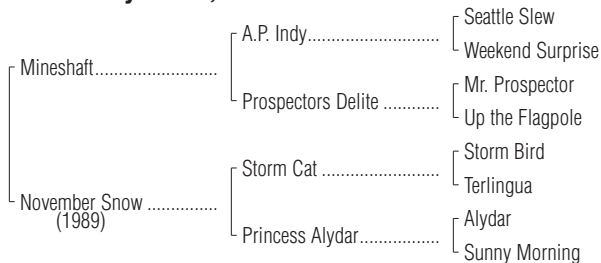 Seattle Slew
A.P. Indy
Weekend Surprise
Mineshaft
Mr. Prospector
Prospectors Delite
Up the Flagpole
Storm Bird
Storm Cat
Terlingua
November Snow
(1989)
Alydar
Princess Alydar
Sunny Morning